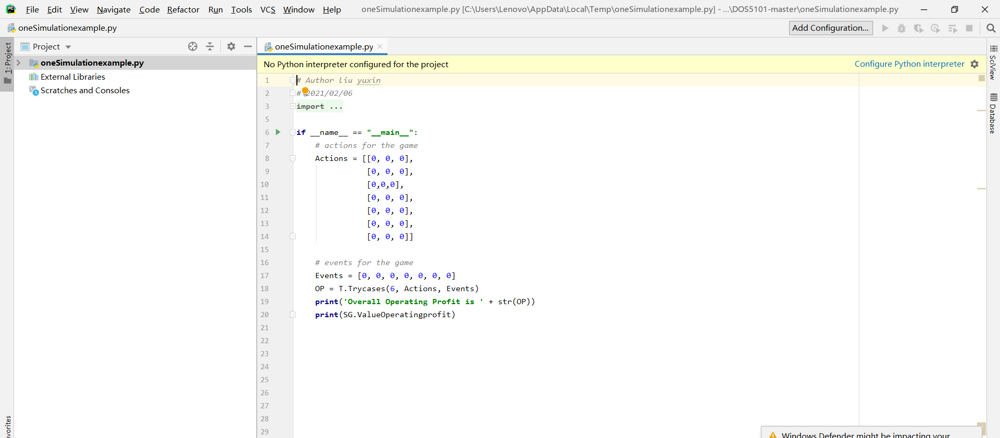 PC File Edit View Navigate Code Refactor Run Tools VCS Window Help oneSimulationexample.py [C:\Users\Lenovo\AppData\Local\Temp\oneSimulationexample.py] - ...\DOS5101-master\oneSimulationexample.py
oneSimulationexample.py Add Configuration...
1: Project
Project
oneSimulationexample.py
External Libraries
Scratches and Consoles
oneSimulationexample.py
No Python interpreter configured for the project Configure Python interpreter
1 # Author liu yuxin
2 # 2021/02/06
3 import ...
5
6 if __name__ == "__main__":
7 # actions for the game
8 Actions = [[0, 0, 0],
9 [0, 0, 0],
10 [0,0,0],
11 [0, 0, 0],
12 [0, 0, 0],
13 [0, 0, 0],
14 [0, 0, 0]]
15
16 # events for the game
17 Events = [0, 0, 0, 0, 0, 0, 0]
18 OP = T.Trycases(6, Actions, Events)
19 print('Overall Operating Profit is ' + str(OP))
20 print(SG.ValueOperatingprofit)
21
22
23
24
25
26
27
28
29
SciView
Database
vorites
Windows Defender might be impacting your